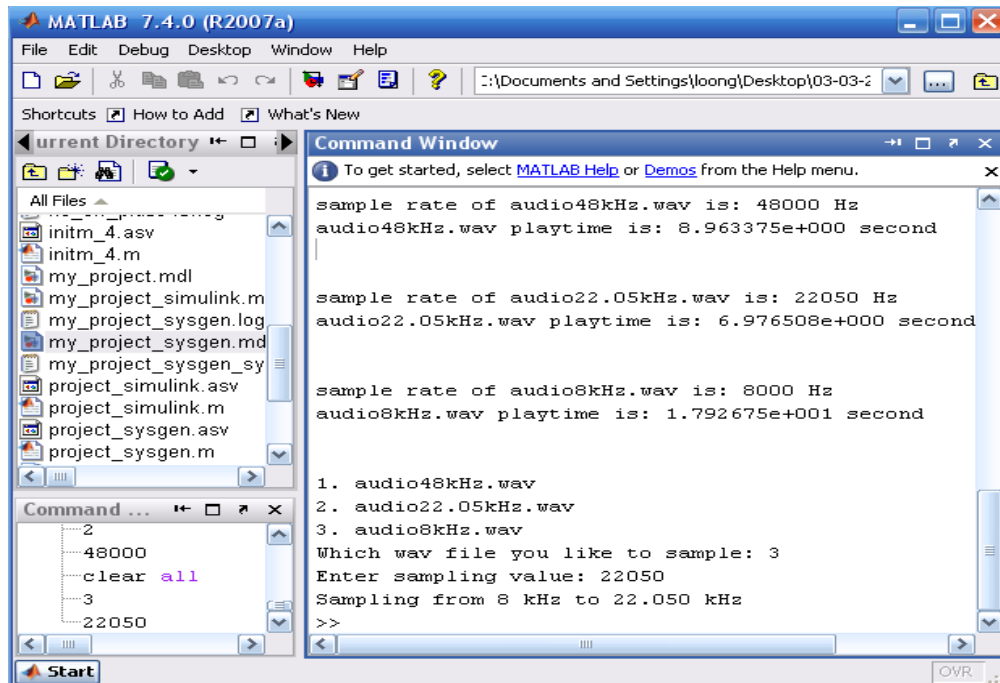 MATLAB 7.4.0 (R2007a)
File Edit Debug Desktop Window Help
:\Documents and Settings\loong\Desktop\03-03-2
Shortcuts How to Add What's New
urrent Directory
All Files
initm_4.asv
initm_4.m
my_project.mdl
my_project_simulink.m
my_project_sysgen.log
my_project_sysgen.md
my_project_sysgen_sy
project_simulink.asv
project_simulink.m
project_sysgen.asv
project_sysgen.m
Command ...
2
48000
clear all
3
22050
Command Window
To get started, select MATLAB Help or Demos from the Help menu.
sample rate of audio48kHz.wav is: 48000 Hz
audio48kHz.wav playtime is: 8.963375e+000 second
sample rate of audio22.05kHz.wav is: 22050 Hz
audio22.05kHz.wav playtime is: 6.976508e+000 second
sample rate of audio8kHz.wav is: 8000 Hz
audio8kHz.wav playtime is: 1.792675e+001 second
1. audio48kHz.wav
2. audio22.05kHz.wav
3. audio8kHz.wav
Which wav file you like to sample: 3
Enter sampling value: 22050
Sampling from 8 kHz to 22.050 kHz
>>
Start
OVR